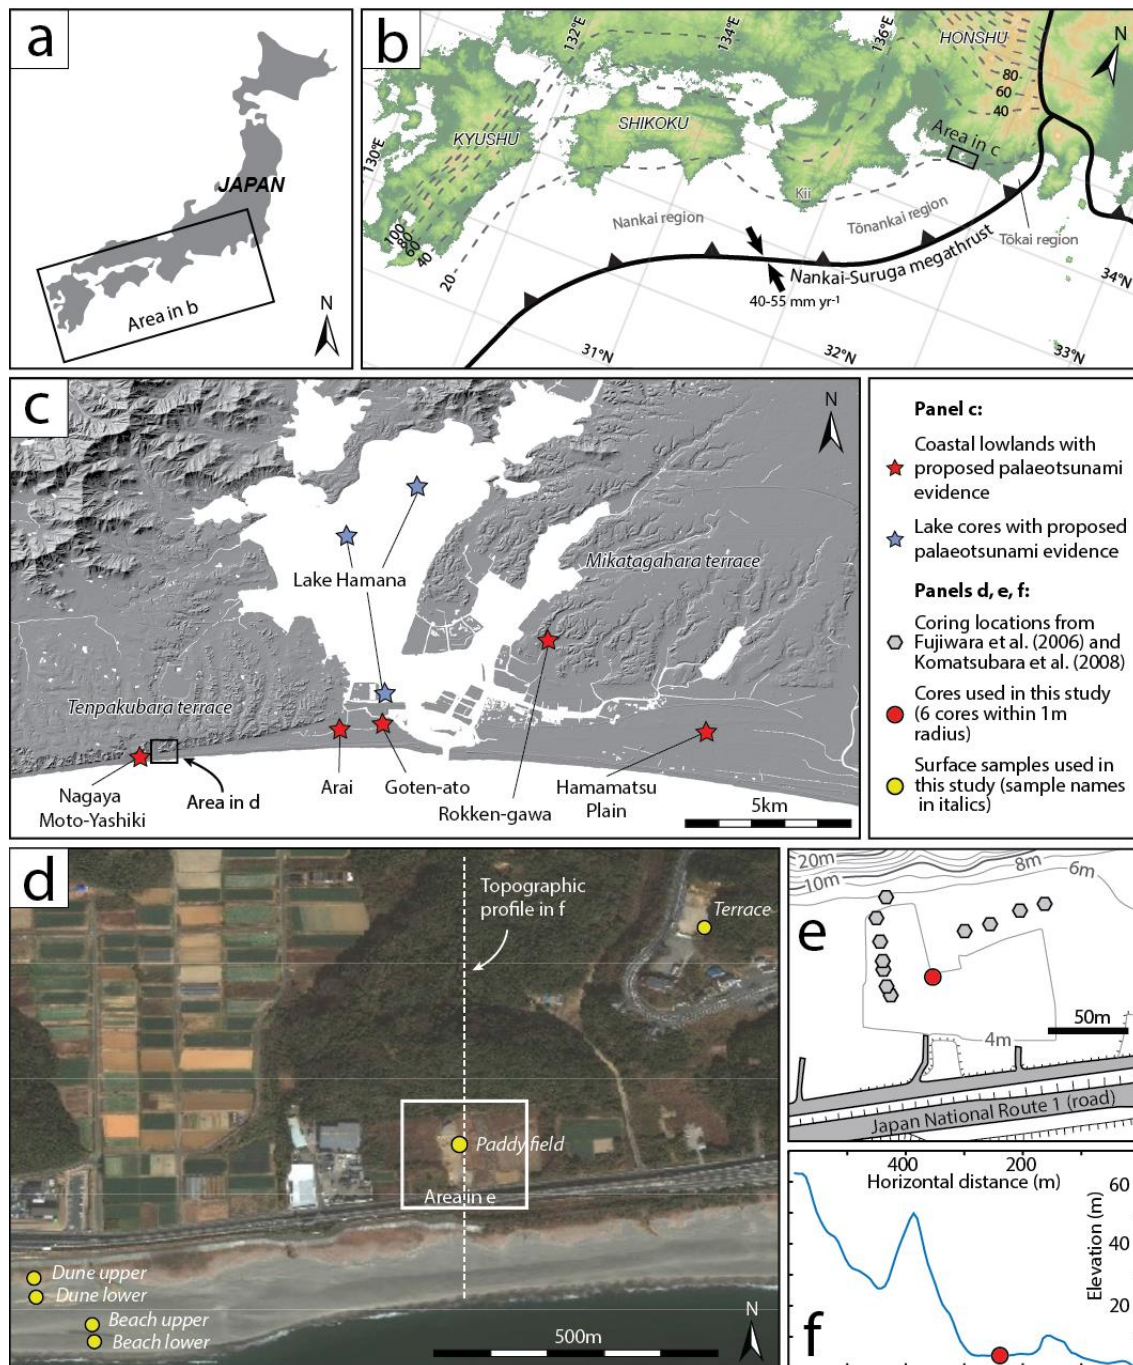 a
JAPAN
Area in b
N
b
132°E
134°E
136°E
HONSHU
N
80
60
40
130°E
KYUSHU
SHIKOKU
Area in c
Kii
Nankai region
Tōnankai region
Tōkai region
100
80
60
40
20
Nankai-Suruga megathrust
40-55 mm yr-1
31°N
32°N
33°N
34°N
c
N
Lake Hamana
Mikatagahara terrace
Tenpakubara terrace
Nagaya
Moto-Yashiki
Area in d
Arai
Goten-ato
Rokken-gawa
Hamamatsu
Plain
5km
Panel c:
Coastal lowlands with
proposed palaeotsunami
evidence
Lake cores with proposed
palaeotsunami evidence
Panels d, e, f:
Coring locations from
Fujiwara et al. (2006) and
Komatsubara et al. (2008)
Cores used in this study
(6 cores within 1m
radius)
Surface samples used in
this study (sample names
in italics)
d
Topographic
profile in f
Terrace
Paddy field
Area in e
Dune upper
Dune lower
Beach upper
Beach lower
500m
N
20m
10m
8m
6m
e
50m
4m
Japan National Route 1 (road)
400
200
Horizontal distance (m)
60
40
20
Elevation (m)
f